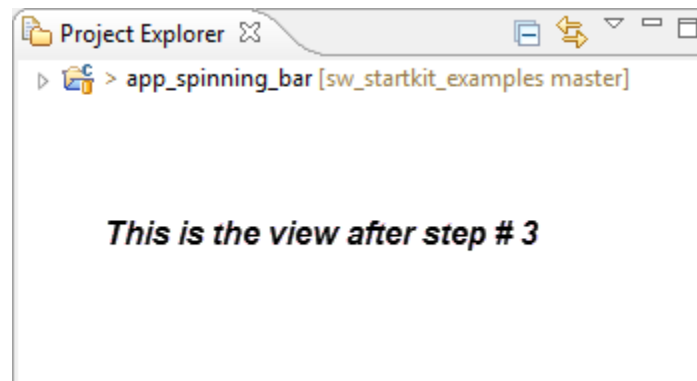 Project Explorer
> app_spinning_bar [sw_startkit_examples master]
This is the view after step # 3